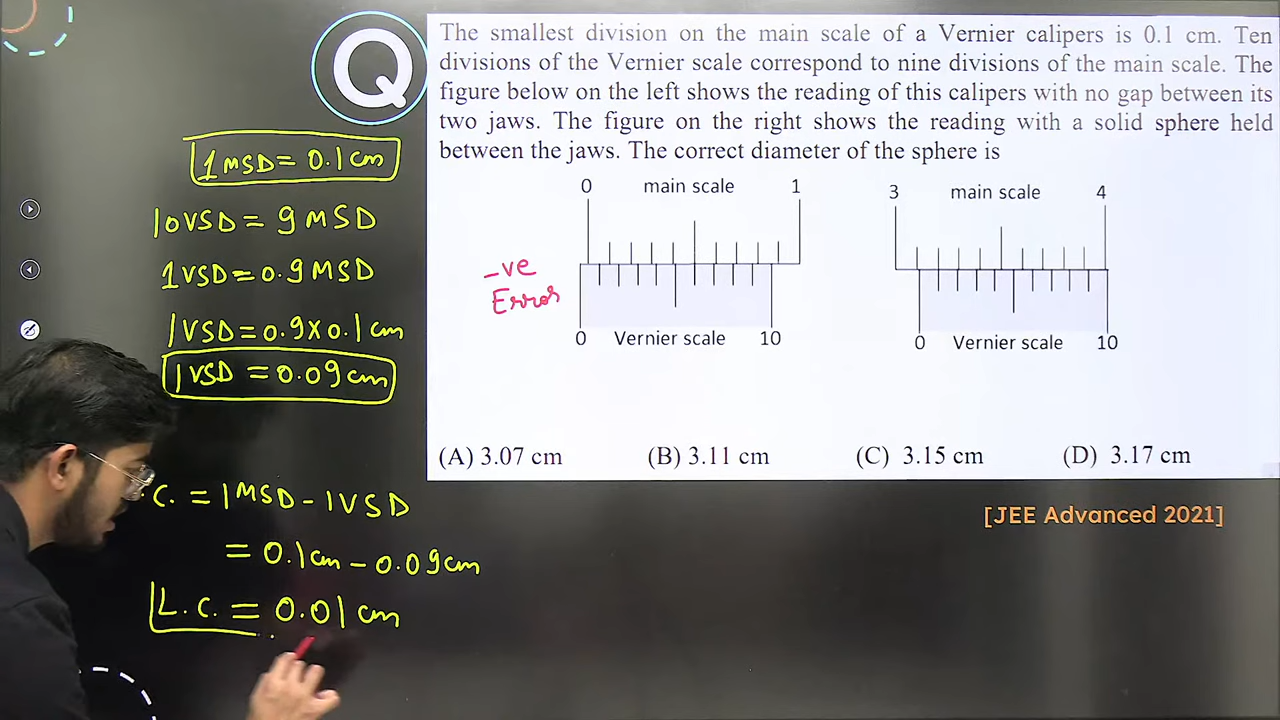 Q
The smallest division on the main scale of a Vernier calipers is 0.1 cm. Ten
divisions of the Vernier scale correspond to nine divisions of the main scale. The
figure below on the left shows the reading of this calipers with no gap between its
two jaws. The figure on the right shows the reading with a solid sphere held
between the jaws. The correct diameter of the sphere is
0 main scale 1
3 main scale 4
-ve
Error
0 Vernier scale 10
0 Vernier scale 10
(A) 3.07 cm (B) 3.11 cm (C) 3.15 cm (D) 3.17 cm
[JEE Advanced 2021]
1 MSD = 0.1 cm
10 VSD = 9 MSD
1 VSD = 0.9 MSD
1 VSD = 0.9 × 0.1 cm
1 VSD = 0.09 cm
C. = 1 MSD - 1 VSD
= 0.1 cm - 0.09 cm
L.C. = 0.01 cm